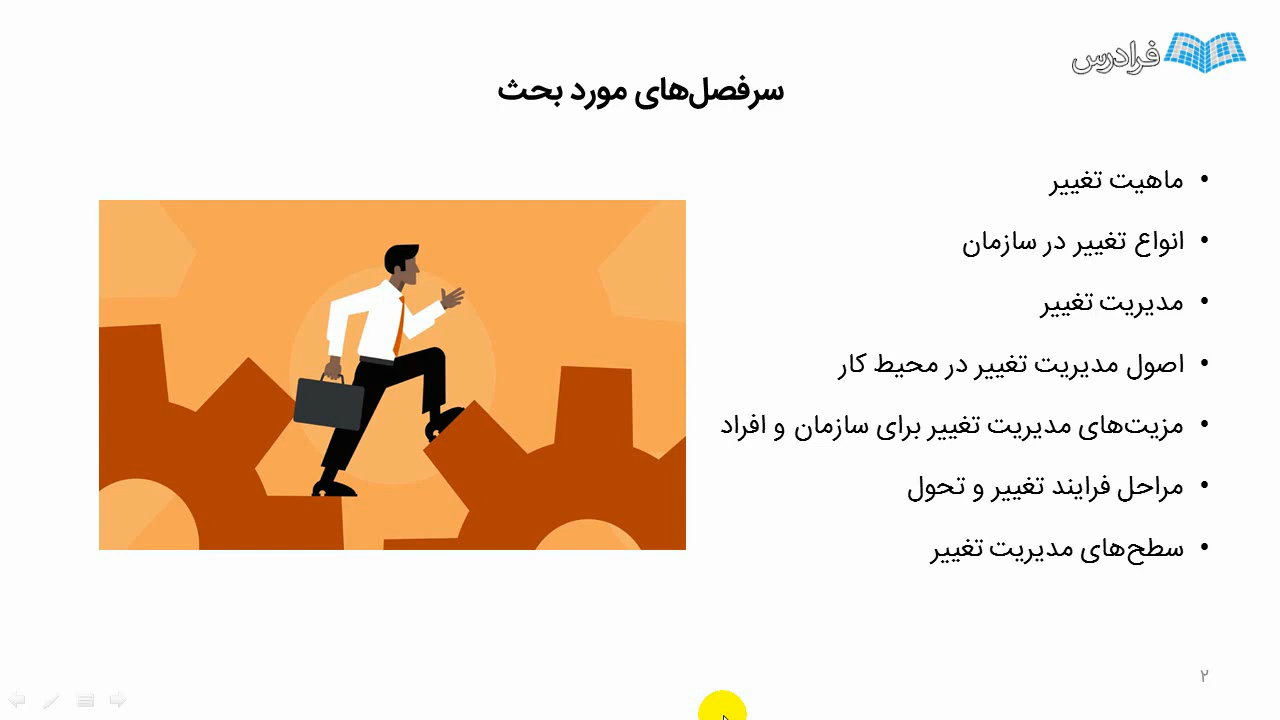 فرادرس
سرفصل‌های مورد بحث
• ماهیت تغییر
• انواع تغییر در سازمان
• مدیریت تغییر
• اصول مدیریت تغییر در محیط کار
• مزیت‌های مدیریت تغییر برای سازمان و افراد
• مراحل فرایند تغییر و تحول
• سطح‌های مدیریت تغییر
۲